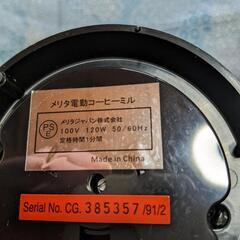 メリタ電動コーヒーミル
PSE
メリタジャパン株式会社
100V 120W 50/60Hz
定格時間1分間
Made in China
Serial No. CG. 385357 /91/2